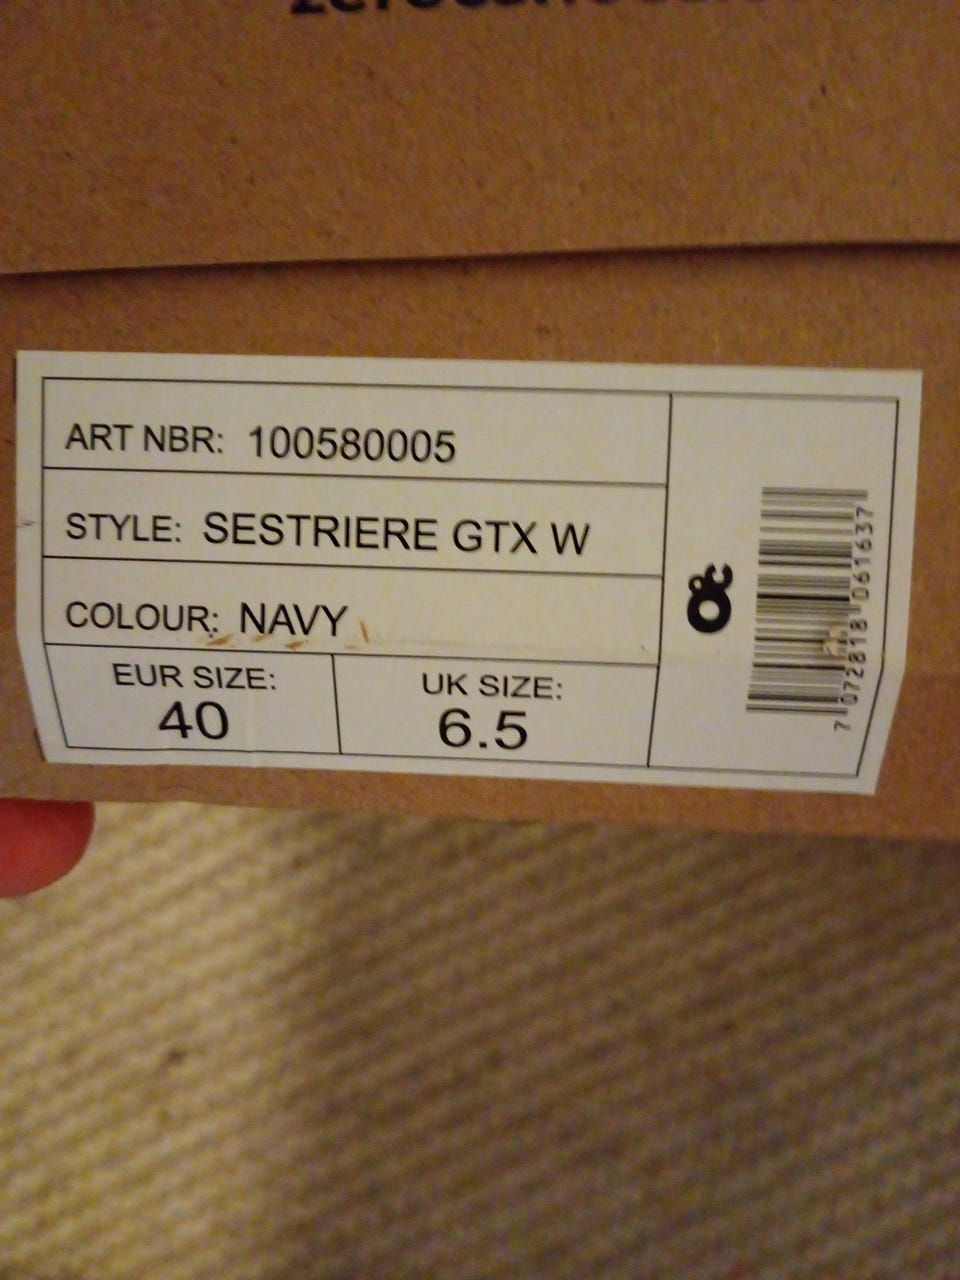 ART NBR: 100580005
STYLE: SESTRIERE GTX W
COLOUR: NAVY
EUR SIZE:
40
UK SIZE:
6.5
7 072818 061637